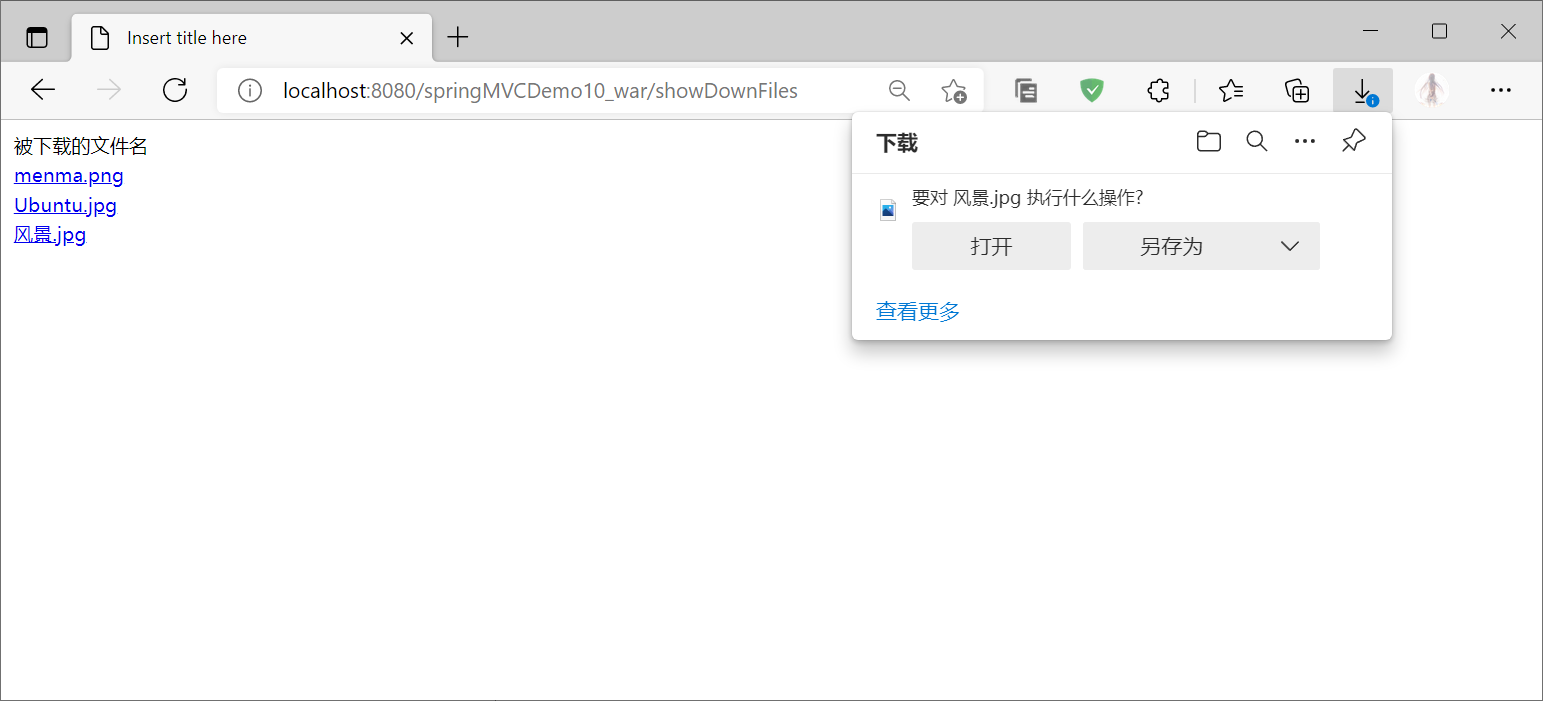 Insert title here
localhost:8080/springMVCDemo10_war/showDownFiles
被下载的文件名
menma.png
Ubuntu.jpg
风景.jpg
下载
要对 风景.jpg 执行什么操作?
打开 另存为
查看更多